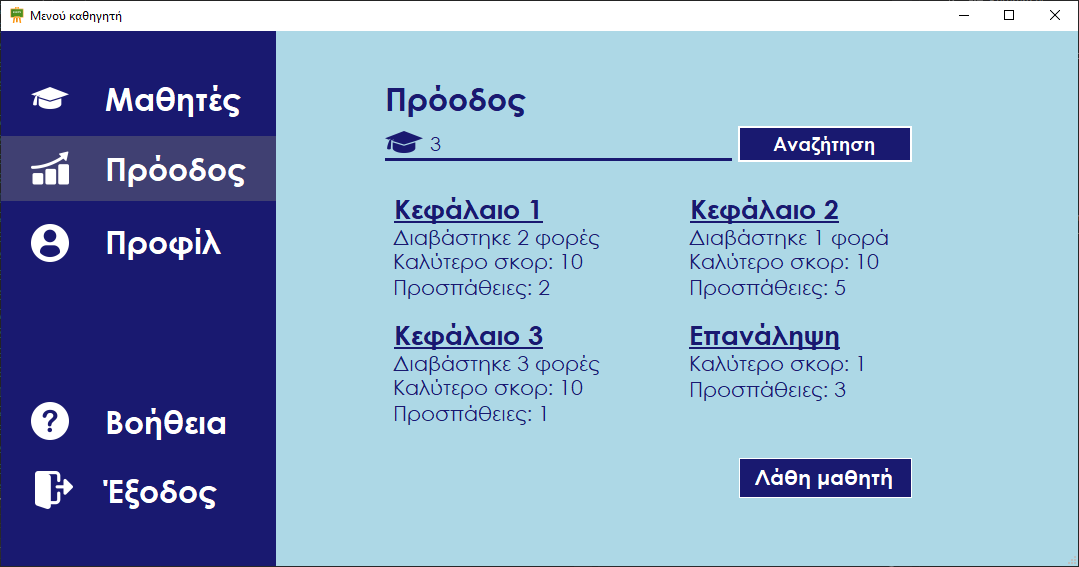 Μενού καθηγητή
Μαθητές
Πρόοδος
Προφίλ
Βοήθεια
Έξοδος
Πρόοδος
3
Αναζήτηση
Κεφάλαιο 1
Διαβάστηκε 2 φορές
Καλύτερο σκορ: 10
Προσπάθειες: 2
Κεφάλαιο 2
Διαβάστηκε 1 φορά
Καλύτερο σκορ: 10
Προσπάθειες: 5
Κεφάλαιο 3
Διαβάστηκε 3 φορές
Καλύτερο σκορ: 10
Προσπάθειες: 1
Επανάληψη
Καλύτερο σκορ: 1
Προσπάθειες: 3
Λάθη μαθητή